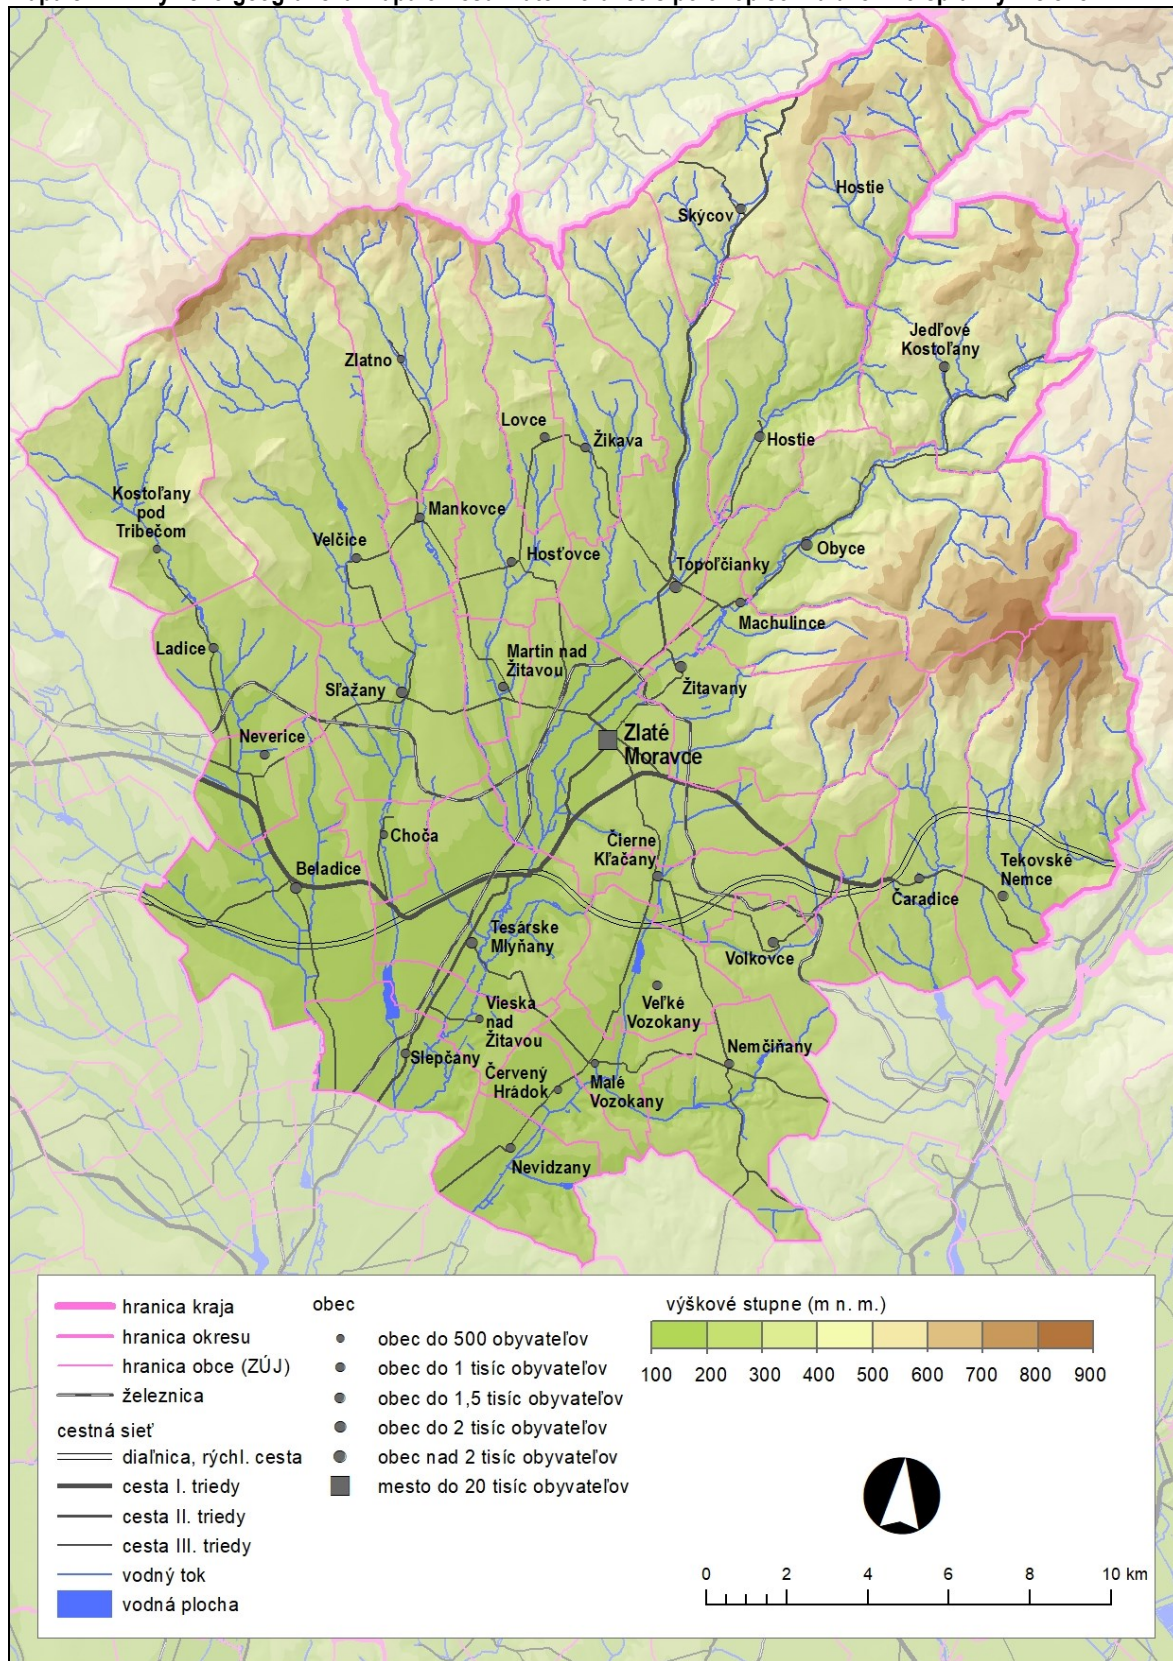 Hostie
Skýcov
Jedľové
Kostoľany
Zlatno
Lovce
Žikava
Hostie
Kostoľany
pod
Tribečom
Mankovce
Velčice
Hosťovce
Obyce
Topoľčianky
Machulince
Ladice
Martin nad
Žitavou
Sľažany
Žitavany
Neverice
Zlaté
Moravce
Choča
Čierne
Kľačany
Beladice
Tekovské
Nemce
Čaradice
Tesárske
Mlyňany
Volkovce
Vieska
nad
Žitavou
Veľké
Vozokany
Slepčany
Nemčiňany
Červený
Hrádok
Malé
Vozokany
Nevidzany
hranica kraja
hranica okresu
hranica obce (ZÚJ)
železnica
cestná sieť
diaľnica, rýchl. cesta
cesta I. triedy
cesta II. triedy
cesta III. triedy
vodný tok
vodná plocha
obec
obec do 500 obyvateľov
obec do 1 tisíc obyvateľov
obec do 1,5 tisíc obyvateľov
obec do 2 tisíc obyvateľov
obec nad 2 tisíc obyvateľov
mesto do 20 tisíc obyvateľov
výškové stupne (m n. m.)
100 200 300 400 500 600 700 800 900
0 2 4 6 8 10 km